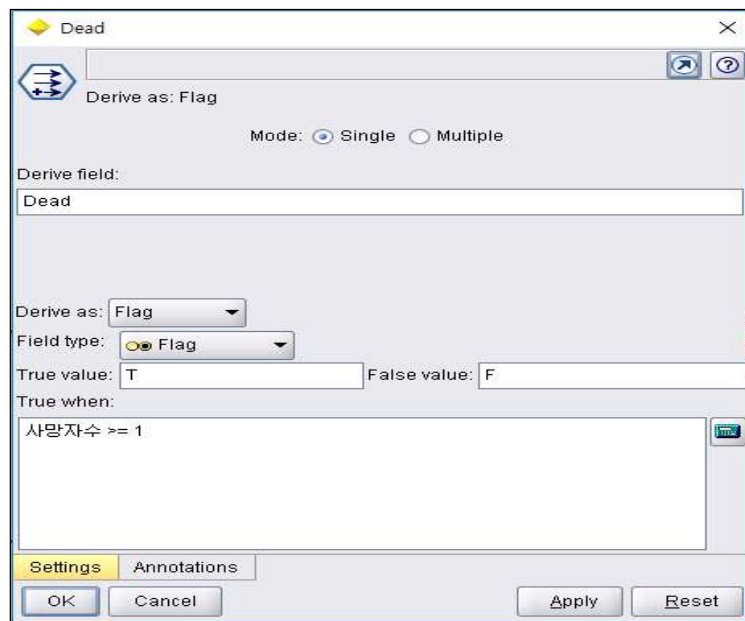 Dead
Derive as: Flag
Mode: Single Multiple
Derive field:
Dead
Derive as: Flag
Field type: Flag
True value: T False value: F
True when:
사망자수 >= 1
Settings Annotations
OK Cancel Apply Reset